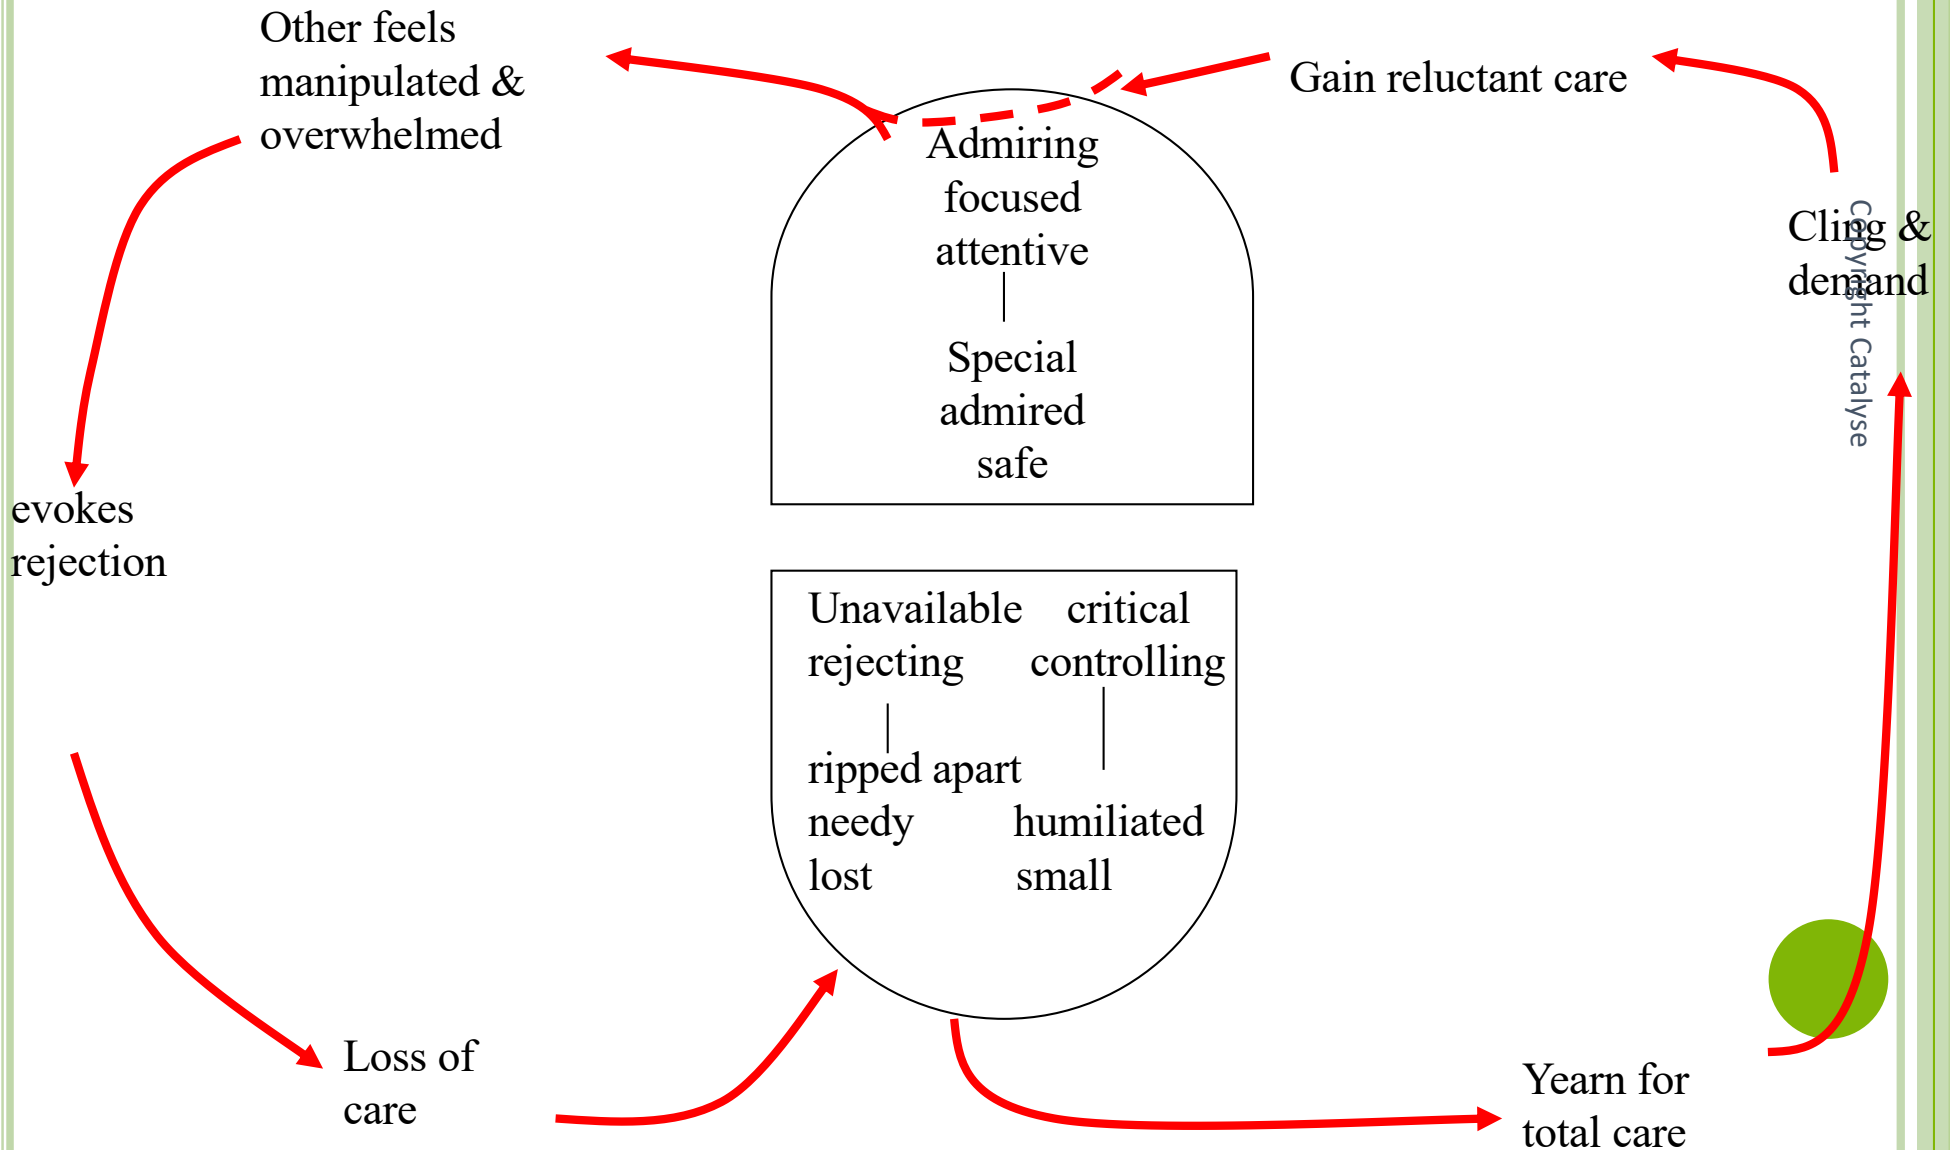 Other feels
manipulated &
overwhelmed
Gain reluctant care
Cling &
demand
Copyright Catalyse
Admiring
focused
attentive
Special
admired
safe
evokes
rejection
Unavailable critical
rejecting controlling
ripped apart
needy humiliated
lost small
Loss of
care
Yearn for
total care